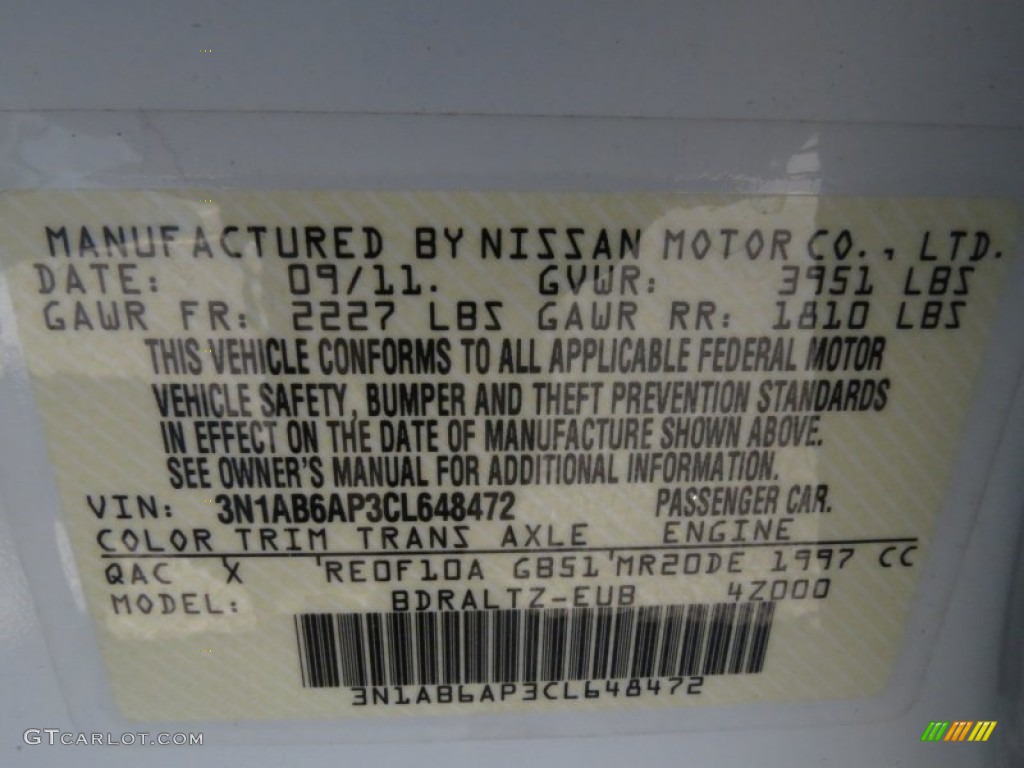 MANUFACTURED BY NISSAN MOTOR CO., LTD.
DATE: 09/11. GVWR: 3951 LBS
GAWR FR: 2227 LBS GAWR RR: 1810 LBS
THIS VEHICLE CONFORMS TO ALL APPLICABLE FEDERAL MOTOR
VEHICLE SAFETY, BUMPER AND THEFT PREVENTION STANDARDS
IN EFFECT ON THE DATE OF MANUFACTURE SHOWN ABOVE.
SEE OWNER'S MANUAL FOR ADDITIONAL INFORMATION.
VIN: 3N1AB6AP3CL648472 PASSENGER CAR.
COLOR TRIM TRANS AXLE ENGINE
QAC X 'RE0F10A GB51'MR20DE 1997 CC
MODEL: BDRALTZ-EUB 4Z000
3N1AB6AP3CL648472
GTCARLOT.COM